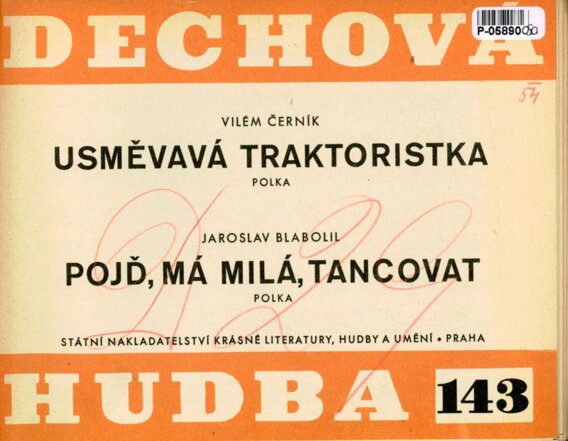 DECHOVÁ
P-05890
VILÉM ČERNÍK
USMĚVAVÁ TRAKTORISTKA
POLKA
JAROSLAV BLABOLIL
POJĎ, MÁ MILÁ, TANCOVAT
POLKA
STÁTNÍ NAKLADATELSTVÍ KRÁSNÉ LITERATURY, HUDBY A UMĚNÍ • PRAHA
HUDBA 143